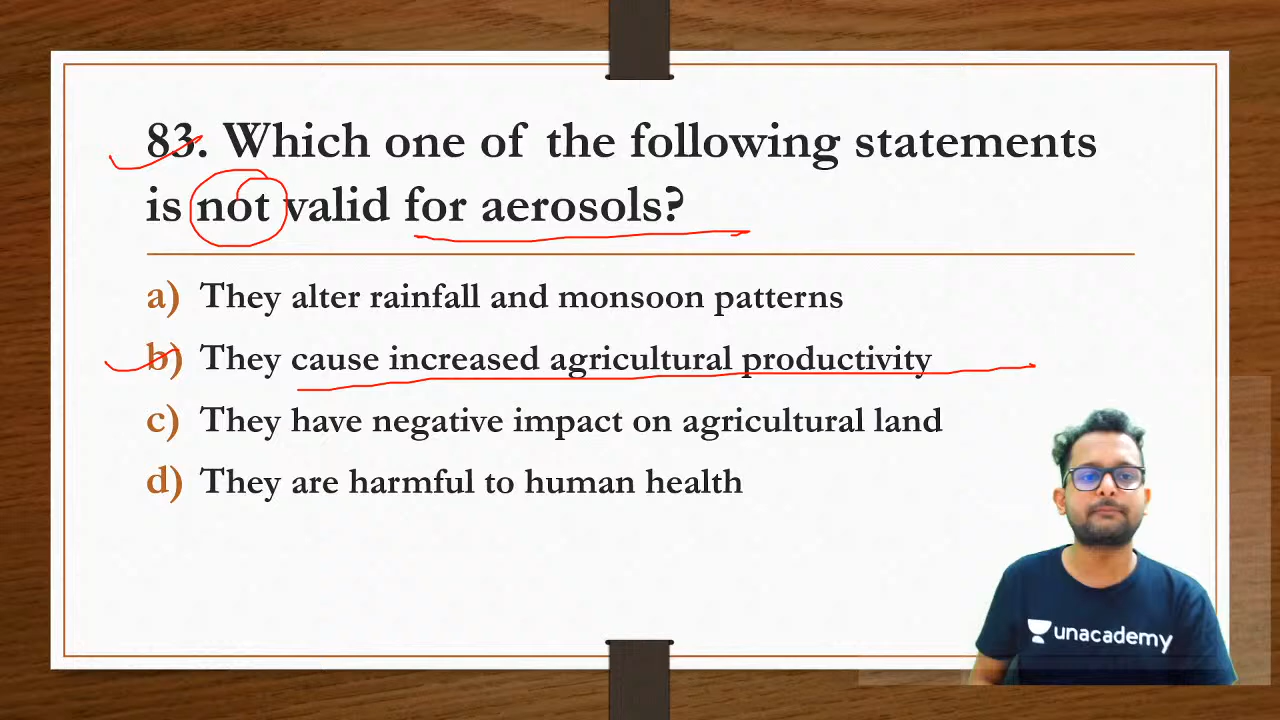 83. Which one of the following statements
is not valid for aerosols?
a) They alter rainfall and monsoon patterns
b) They cause increased agricultural productivity
c) They have negative impact on agricultural land
d) They are harmful to human health
unacademy